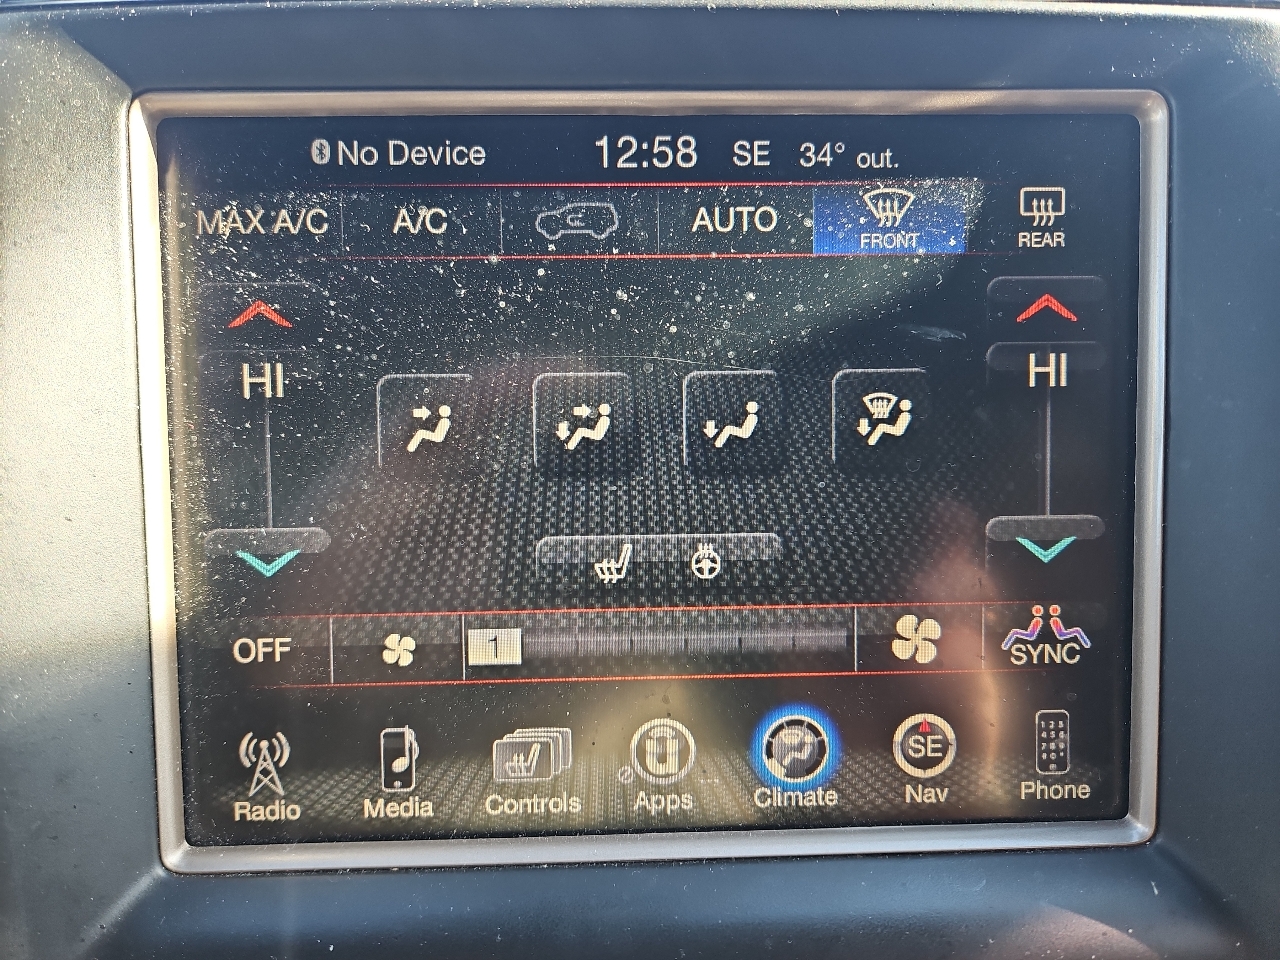 No Device 12:58 SE 34° out.
MAX A/C A/C AUTO FRONT REAR
HI HI
OFF 1 SYNC
SE
Radio Media Controls Apps Climate Nav Phone